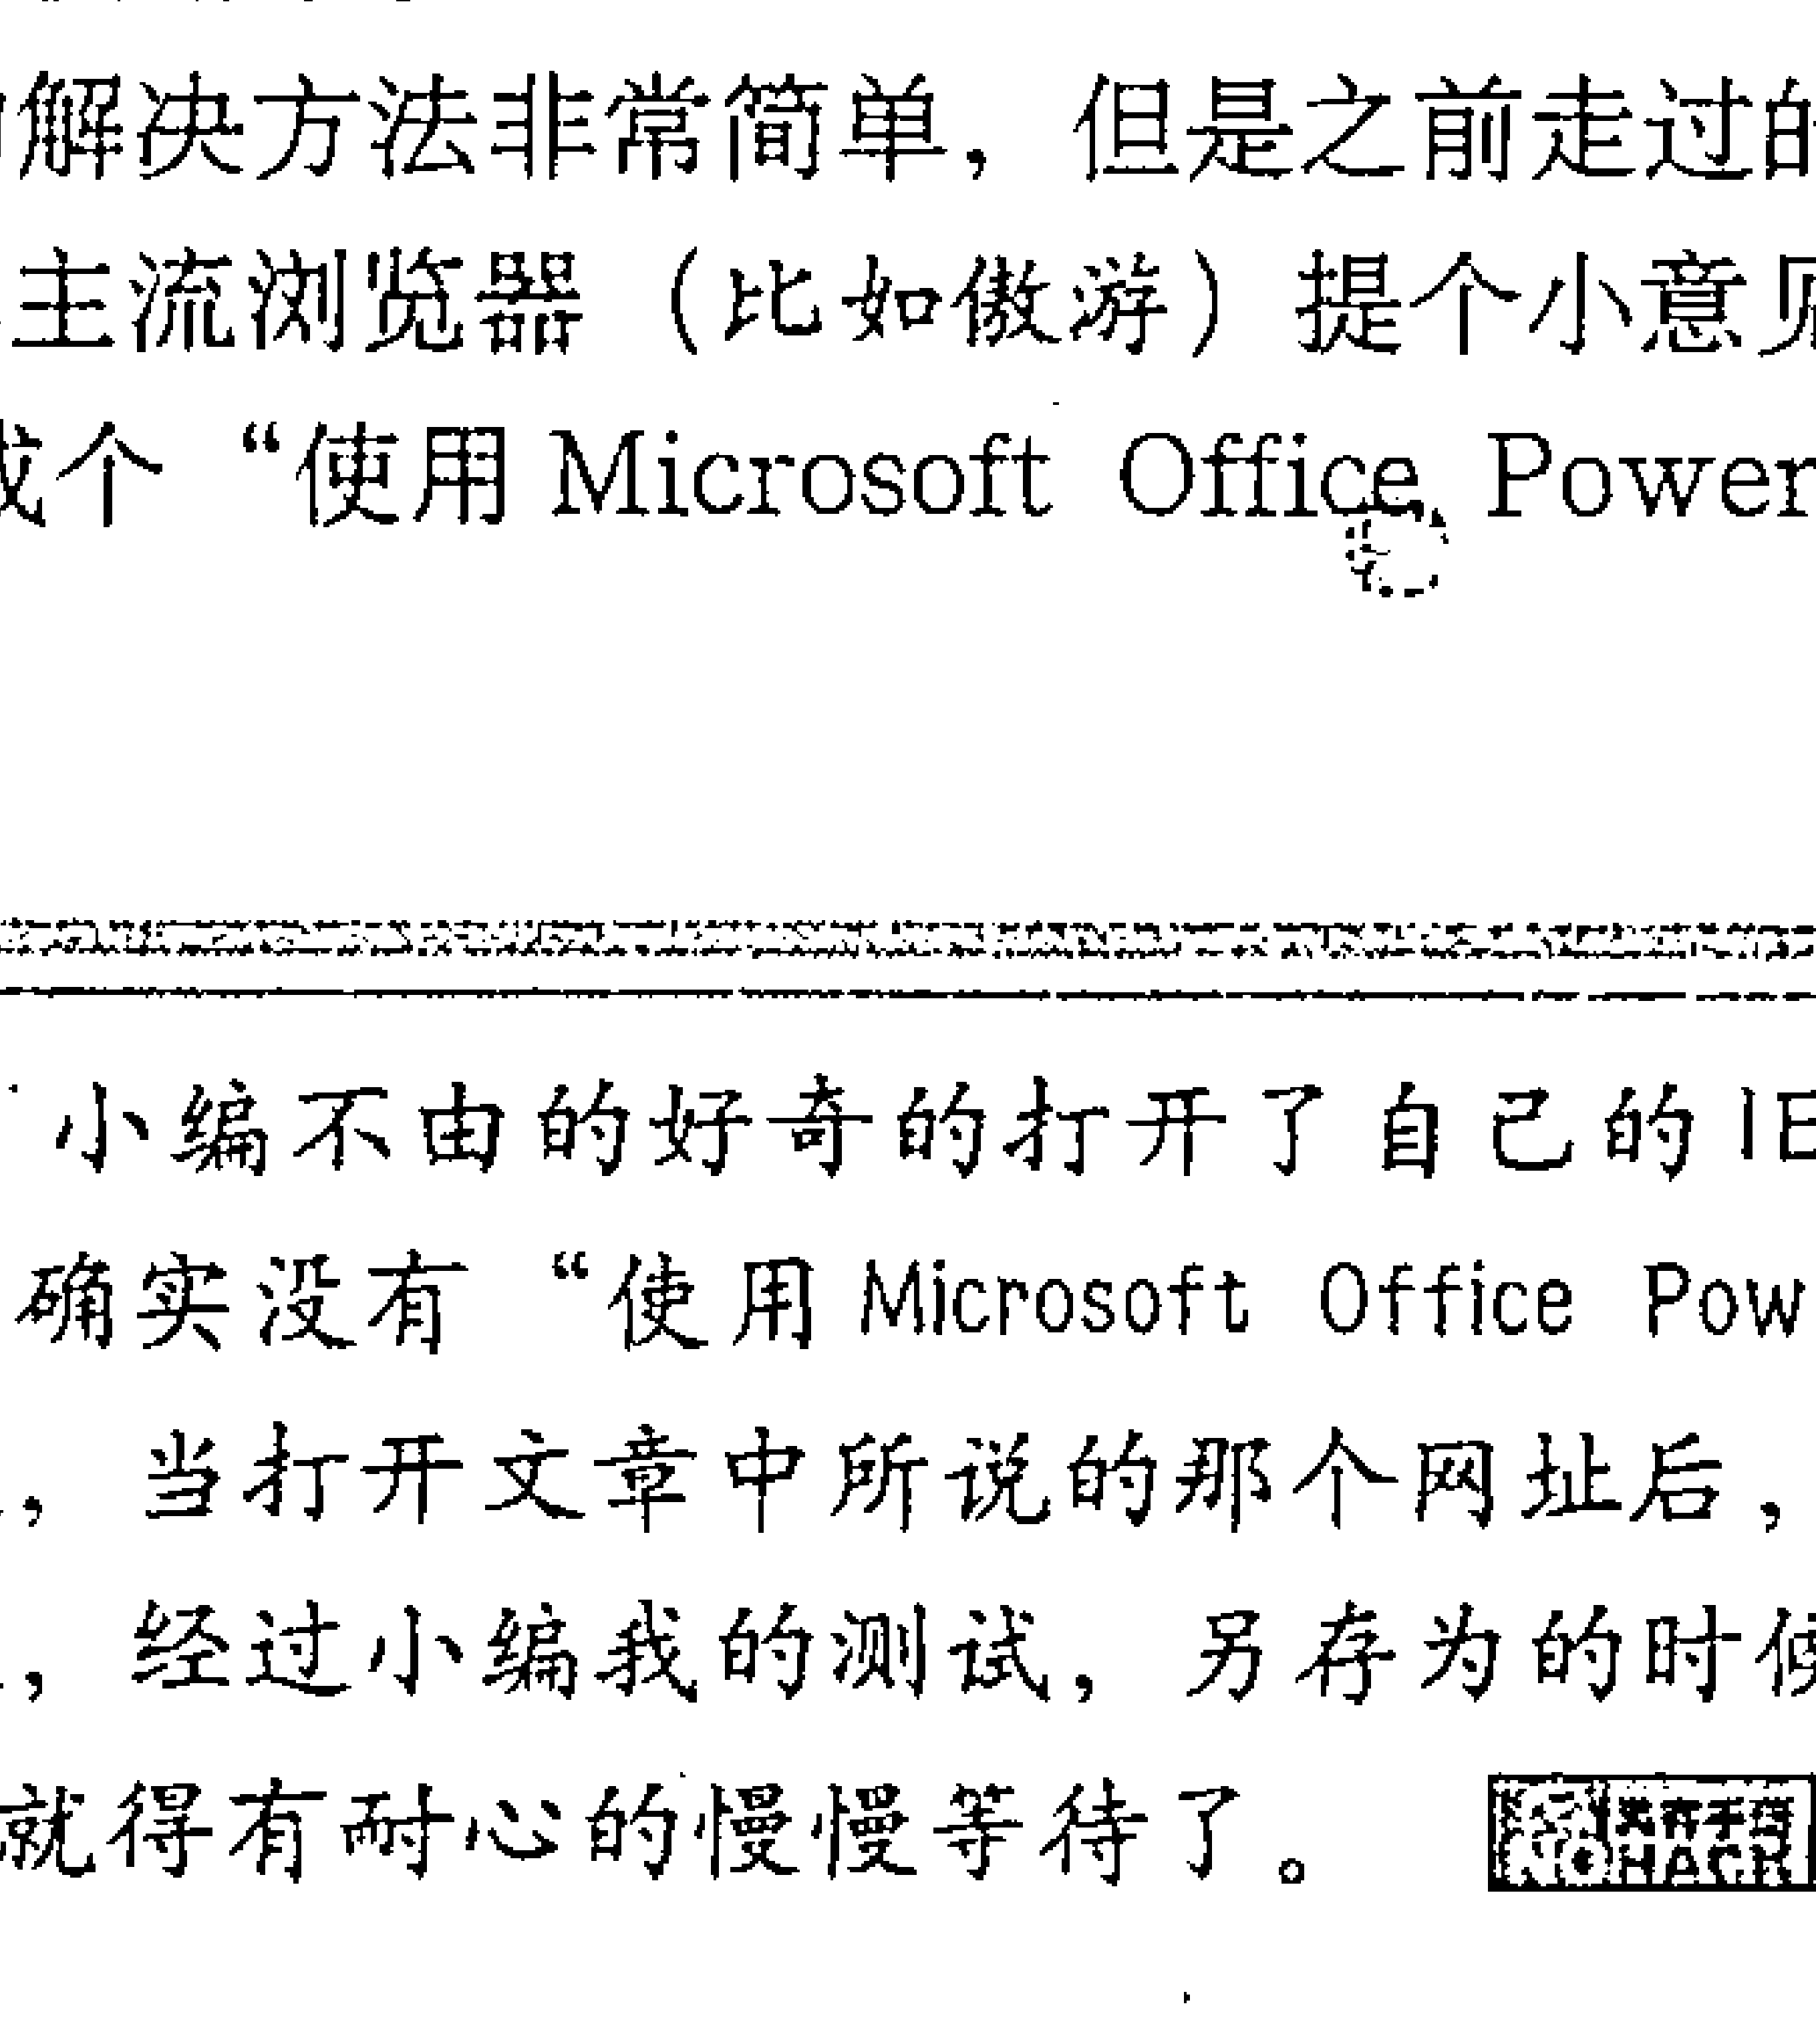 解决方法非常简单，但是之前走过的
主流浏览器（比如傲游）提个小意见
成个“使用 Microsoft Office Power
小编不由的好奇的打开了自己的旧
确实没有“使用 Microsoft Office Pow
，当打开文章中所说的那个网址后，
，经过小编我的测试，另存为的时候
就得有耐心的慢慢等待了。
HACK